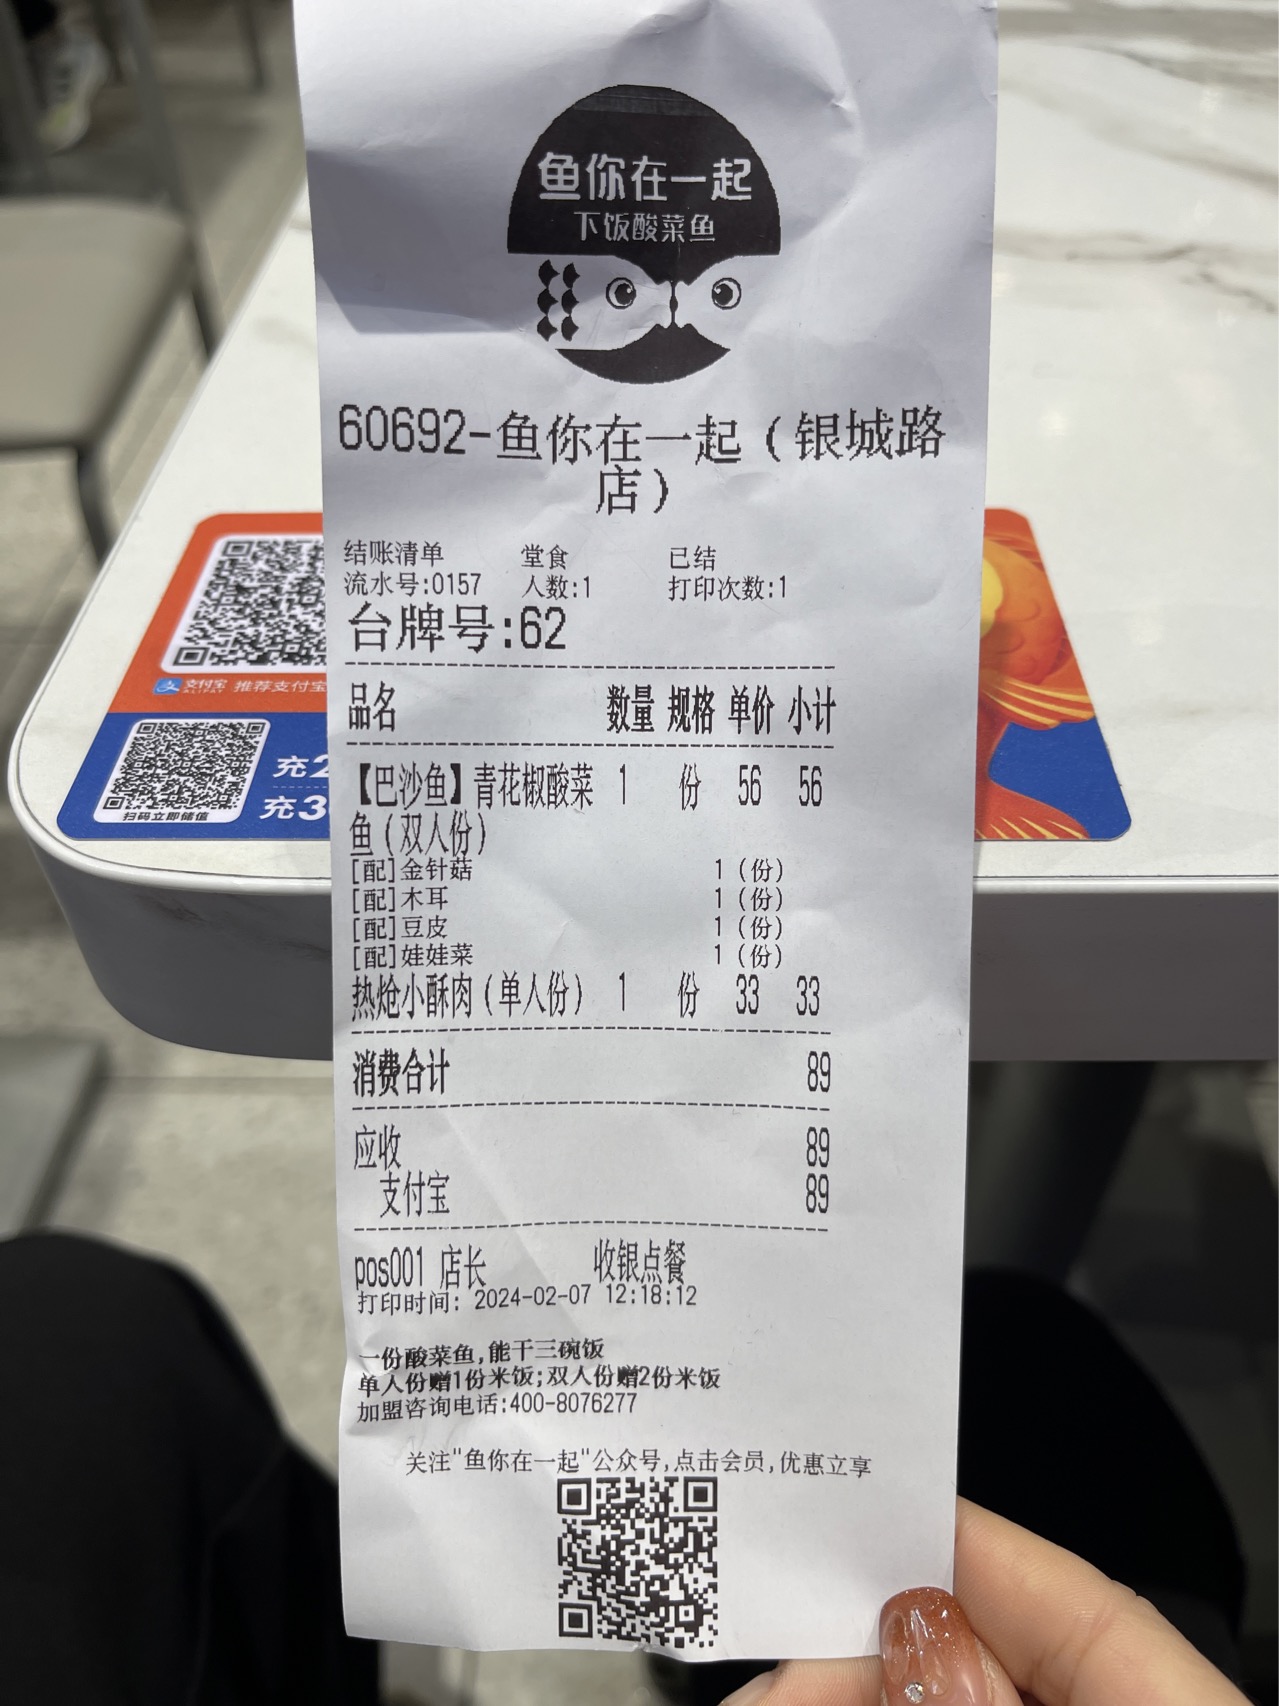 鱼你在一起
下饭酸菜鱼
60692-鱼你在一起(银城路
店)
结账清单 堂食 已结
流水号:0157 人数:1 打印次数:1
台牌号:62
品名 数量 规格 单价 小计
【巴沙鱼】青花椒酸菜 1 份 56 56
鱼(双人份)
[配]金针菇 1(份)
[配]木耳 1(份)
[配]豆皮 1(份)
[配]娃娃菜 1(份)
热炝小酥肉(单人份) 1 份 33 33
消费合计 89
应收 89
支付宝 89
pos001 店长 收银点餐
打印时间: 2024-02-07 12:18:12
一份酸菜鱼,能干三碗饭
单人份赠1份米饭;双人份赠2份米饭
加盟咨询电话:400-8076277
关注"鱼你在一起"公众号,点击会员,优惠立享
支付宝 推荐支付宝
ALIPAY
充2
充3
扫码立即储值